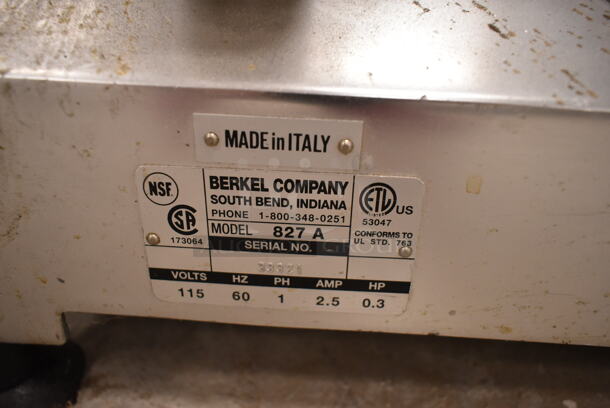 MADE in ITALY
NSF.
BERKEL COMPANY
SOUTH BEND, INDIANA
PHONE 1-800-348-0251
MODEL 827 A
SERIAL NO.
SA
173064
ETL US
53047
CONFORMS TO
UL STD. 763
VOLTS HZ PH AMP HP
115 60 1 2.5 0.3